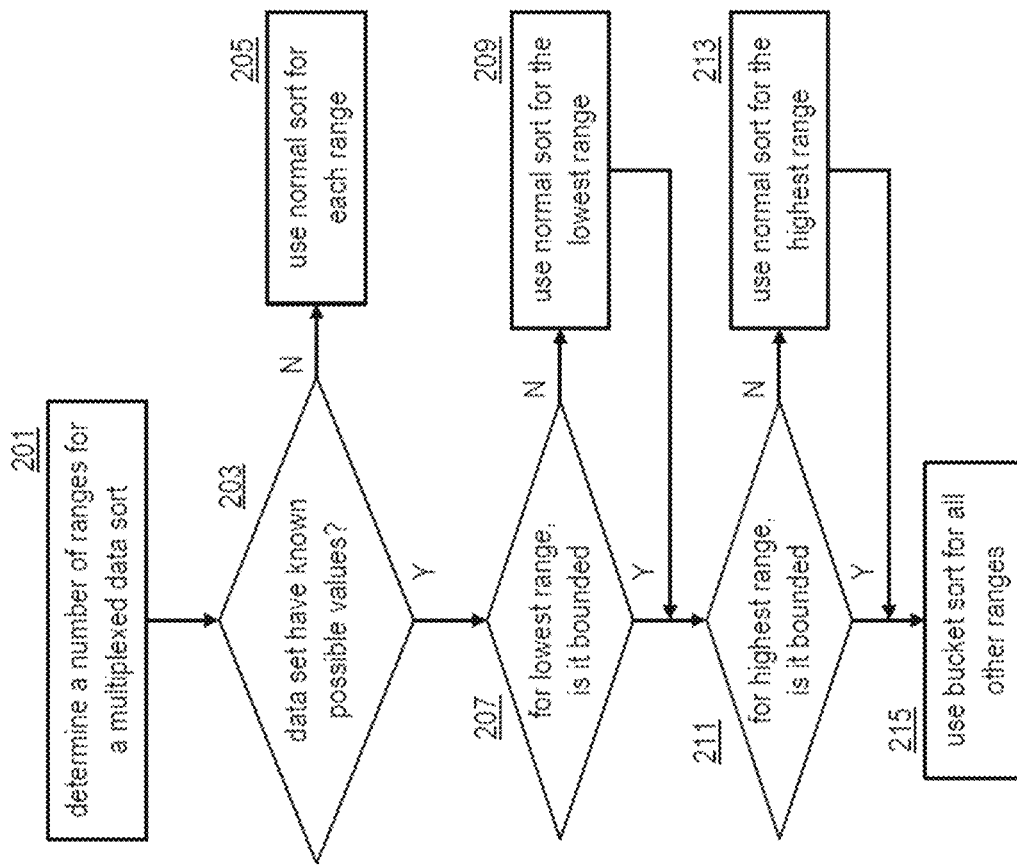 201
determine a number of ranges for
a multiplexed data sort
203
data set have known
possible values?
N
205
use normal sort for
each range
Y
207
for lowest range,
is it bounded
N
209
use normal sort for the
lowest range
Y
211
for highest range,
is it bounded
N
213
use normal sort for the
highest range
Y
215
use bucket sort for all
other ranges